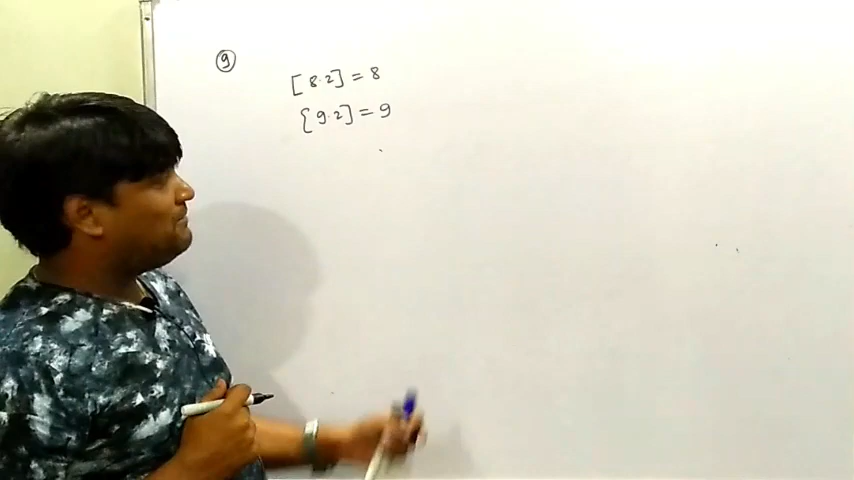 9
[8.2] = 8
{9.2] = 9